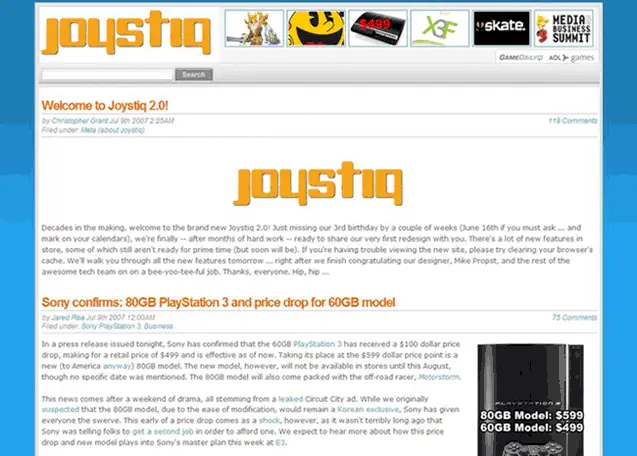 joystiq
$499
X3F
skate.
E3
MEDIA
BUSINESS
SUMMIT
GAMEDAILY AOL games
Search
Welcome to Joystiq 2.0!
by Christopher Grant Jul 9th 2007 2:25AM
119 Comments
Filed under: Meta (about joystiq)
joystiq
Decades in the making, welcome to the brand new Joystiq 2.0! Just missing our 3rd birthday by a couple of weeks (June 16th if you must ask ... and
mark on your calendars), we're finally -- after months of hard work -- ready to share our very first redesign with you. There's a lot of new features in
store, some of which still aren't ready for prime time (but soon will be). If you're having trouble viewing the new site, please try clearing your browser's
cache. We'll walk you through all the new features tomorrow ... right after we finish congratulating our designer, Mike Propst, and the rest of the
awesome tech team on on a bee-yoo-tee-ful job. Thanks, everyone. Hip, hip ...
Sony confirms: 80GB PlayStation 3 and price drop for 60GB model
by Jared Rea Jul 9th 2007 12:00AM
75 Comments
Filed under: Sony PlayStation 3, Business
In a press release issued tonight, Sony has confirmed that the 60GB PlayStation 3 has received a $100 dollar price
drop, making for a retail price of $499 and is effective as of now. Taking its place at the $599 dollar price point is a
new (to America anyway) 80GB model. The new model, however, will not be available in stores until this August,
though no specific date was mentioned. The 80GB model will also come packed with the off-road racer, Motorstorm.
This news comes after a weekend of drama, all stemming from a leaked Circuit City ad. While we originally
suspected that the 80GB model, due to the ease of modification, would remain a Korean exclusive, Sony has given
everyone the swerve. This early of a price drop comes as a shock, however, as it wasn't terribly long ago that
Sony was telling folks to get a second job in order to afford one. We expect to hear more about how this price
drop and new model plays into Sony's master plan this week at E3.
PLAYSTATION 3
80GB Model: $599
60GB Model: $499